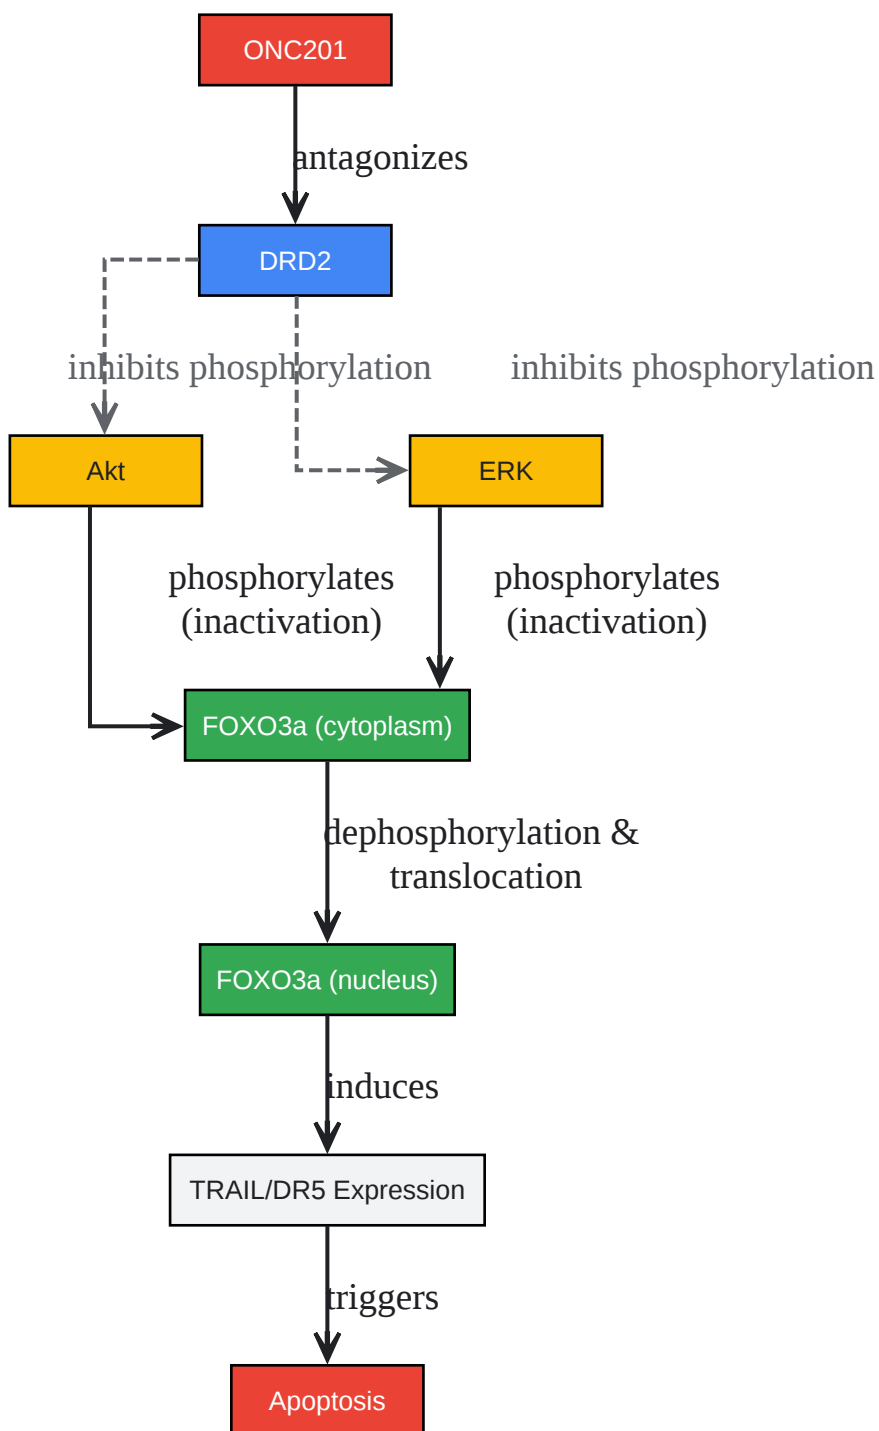 ONC201
antagonizes
DRD2
inhibits phosphorylation
inhibits phosphorylation
Akt
ERK
phosphorylates
(inactivation)
phosphorylates
(inactivation)
FOXO3a (cytoplasm)
dephosphorylation &
translocation
FOXO3a (nucleus)
induces
TRAIL/DR5 Expression
triggers
Apoptosis